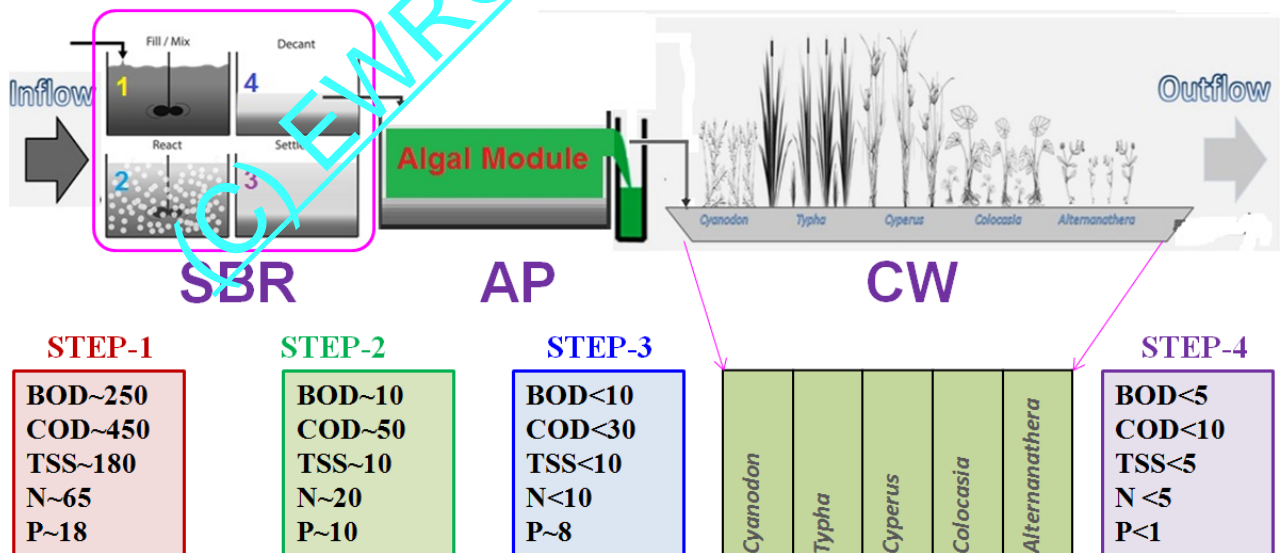 Fill / Mix
Decant
1
4
Inflow
Outflow
React
Settle
2
3
Algal Module
Cyanodon
Typha
Cyperus
Colocasia
Alternanathera
(C) EWRG
SBR
AP
CW
STEP-1
BOD~250
COD~450
TSS~180
N~65
P~18
STEP-2
BOD~10
COD~50
TSS~10
N~20
P~10
STEP-3
BOD<10
COD<30
TSS<10
N<10
P~8
Cyanodon
Typha
Cyperus
Colocasia
Alternanathera
STEP-4
BOD<5
COD<10
TSS<5
N <5
P<1